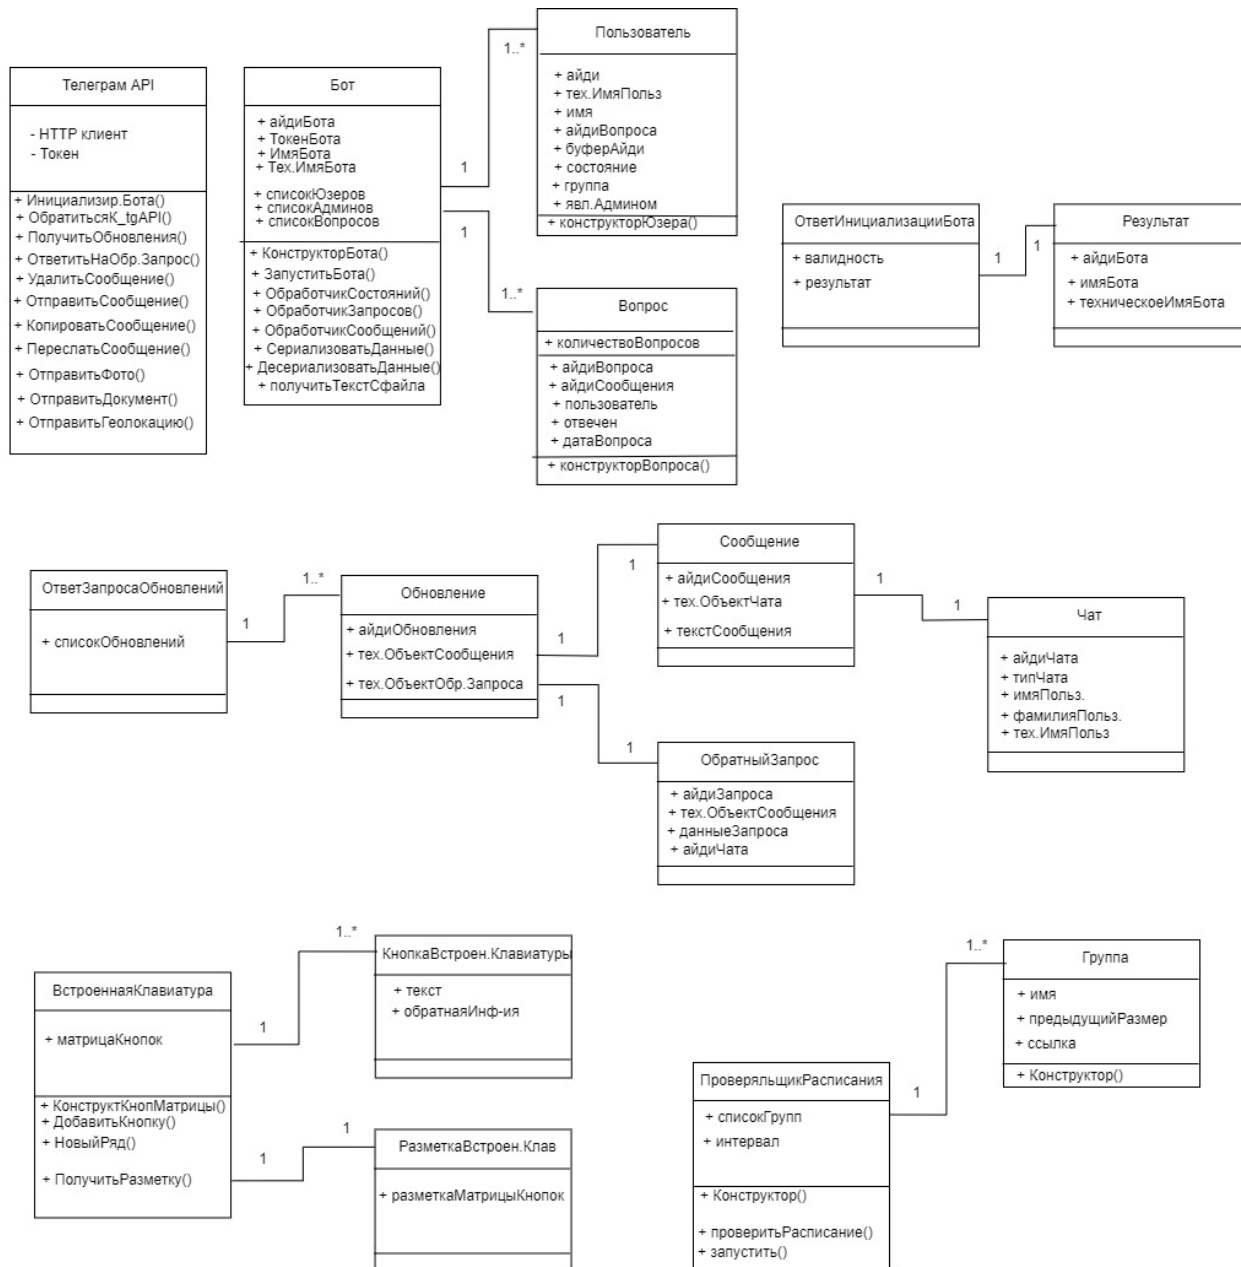 Телеграм API
- HTTP клиент
- Токен
+ Инициализир.Бота()
+ ОбратитьсяК_tgAPI()
+ ПолучитьОбновления()
+ ОтветитьНаОбр.Запрос()
+ УдалитьСообщение()
+ ОтправитьСообщение()
+ КопироватьСообщение()
+ ПереслатьСообщение()
+ ОтправитьФото()
+ ОтправитьДокумент()
+ ОтправитьГеолокацию()
Бот
+ айдиБота
+ ТокенБота
+ ИмяБота
+ Тех.ИмяБота
+ списокЮзеров
+ списокАдминов
+ списокВопросов
+ КонструкторБота()
+ ЗапуститьБота()
+ ОбработчикСостояний()
+ ОбработчикЗапросов()
+ ОбработчикСообщений()
+ СериализоватьДанные()
+ ДесериализоватьДанные()
+ получитьТекстСфайла
1
1..*
1
1..*
Пользователь
+ айди
+ тех.ИмяПольз
+ имя
+ айдиВопроса
+ буферАйди
+ состояние
+ группа
+ явл.Админом
+ конструкторЮзера()
Вопрос
+ количествоВопросов
+ айдиВопроса
+ айдиСообщения
+ пользователь
+ отвечен
+ датаВопроса
+ конструкторВопроса()
ОтветИнициализацииБота
+ валидность
+ результат
1
1
Результат
+ айдиБота
+ имяБота
+ техническоеИмяБота
ОтветЗапросаОбновлений
+ списокОбновлений
1
1..*
Обновление
+ айдиОбновления
+ тех.ОбъектСообщения
+ тех.ОбъектОбр.Запроса
1
1
1
1
Сообщение
+ айдиСообщения
+ тех.ОбъектЧата
+ текстСообщения
1
1
Чат
+ айдиЧата
+ типЧата
+ имяПольз.
+ фамилияПольз.
+ тех.ИмяПольз
ОбратныйЗапрос
+ айдиЗапроса
+ тех.ОбъектСообщения
+ данныеЗапроса
+ айдиЧата
ВстроеннаяКлавиатура
+ матрицаКнопок
+ КонструктКнопМатрицы()
+ ДобавитьКнопку()
+ НовыйРяд()
+ ПолучитьРазметку()
1
1..*
1
1
КнопкаВстроен.Клавиатуры
+ текст
+ обратнаяИнф-ия
РазметкаВстроен.Клав
+ разметкаМатрицыКнопок
ПроверяльщикРасписания
+ списокГрупп
+ интервал
+ Конструктор()
+ проверитьРасписание()
+ запустить()
1
1..*
Группа
+ имя
+ предыдущийРазмер
+ ссылка
+ Конструктор()